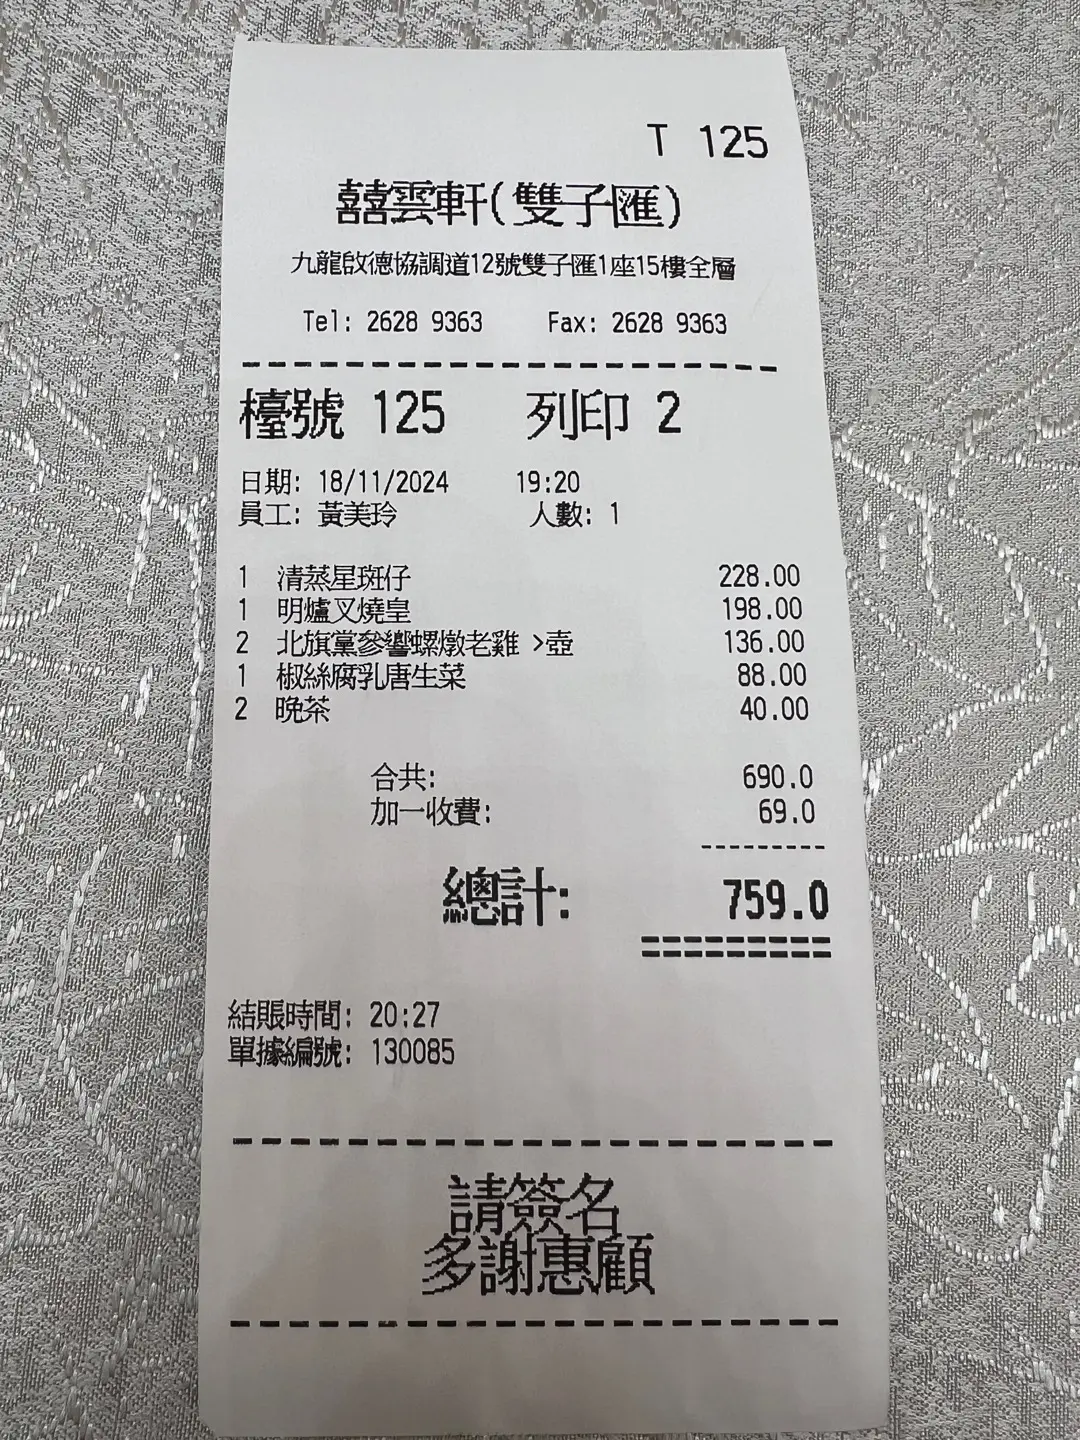 T 125
囍雲軒(雙子匯)
九龍啟德協調道12號雙子匯1座15樓全層
Tel: 2628 9363 Fax: 2628 9363
檯號 125 列印 2
日期: 18/11/2024 19:20
員工: 黃美玲 人數: 1
1 清蒸星斑仔 228.00
1 明爐叉燒皇 198.00
2 北旗黨參響螺燉老雞 >壺 136.00
1 椒絲腐乳唐生菜 88.00
2 晚茶 40.00
合共: 690.0
加一收費: 69.0
總計: 759.0
結賬時間: 20:27
單據編號: 130085
請簽名
多謝惠顧